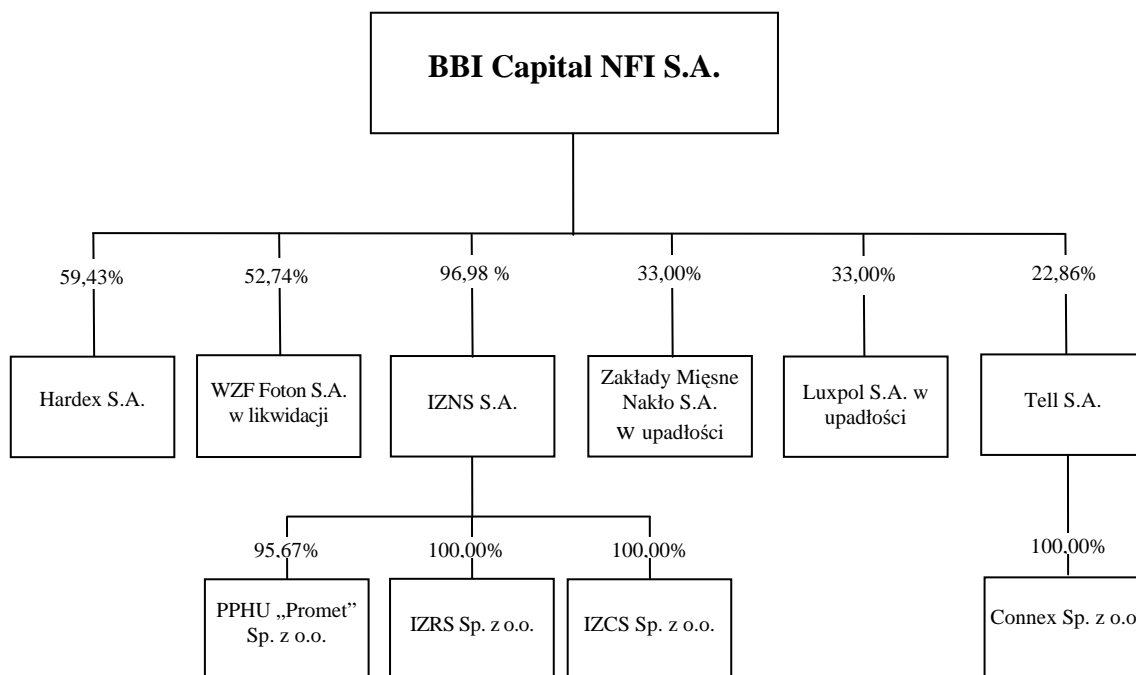 BBI Capital NFI S.A.
59,43%
52,74%
96,98 %
33,00%
33,00%
22,86%
Hardex S.A.
WZF Foton S.A.
w likwidacji
IZNS S.A.
Zakłady Mięsne
Nakło S.A.
w upadłości
Luxpol S.A. w
upadłości
Tell S.A.
95,67%
100,00%
100,00%
100,00%
PPHU „Promet”
Sp. z o.o.
IZRS Sp. z o.o.
IZCS Sp. z o.o.
Connex Sp. z o.o